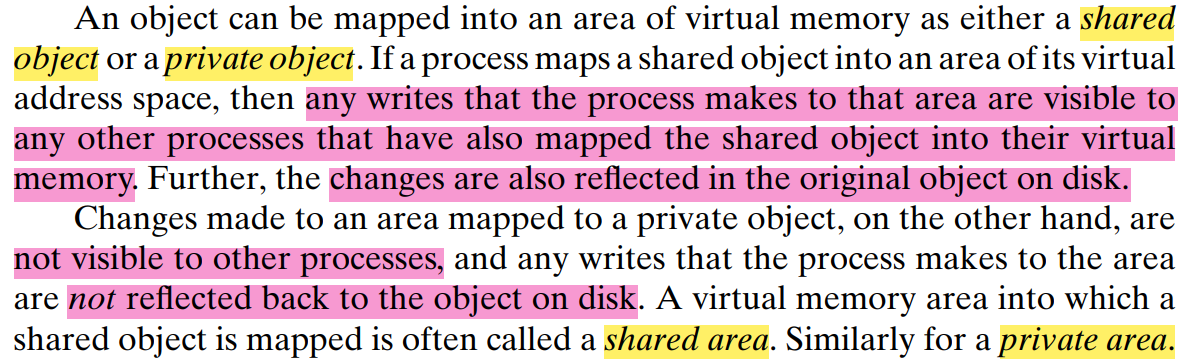 An object can be mapped into an area of virtual memory as either a shared
object or a private object. If a process maps a shared object into an area of its virtual
address space, then any writes that the process makes to that area are visible to
any other processes that have also mapped the shared object into their virtual
memory. Further, the changes are also reflected in the original object on disk.
Changes made to an area mapped to a private object, on the other hand, are
not visible to other processes, and any writes that the process makes to the area
are not reflected back to the object on disk. A virtual memory area into which a
shared object is mapped is often called a shared area. Similarly for a private area.